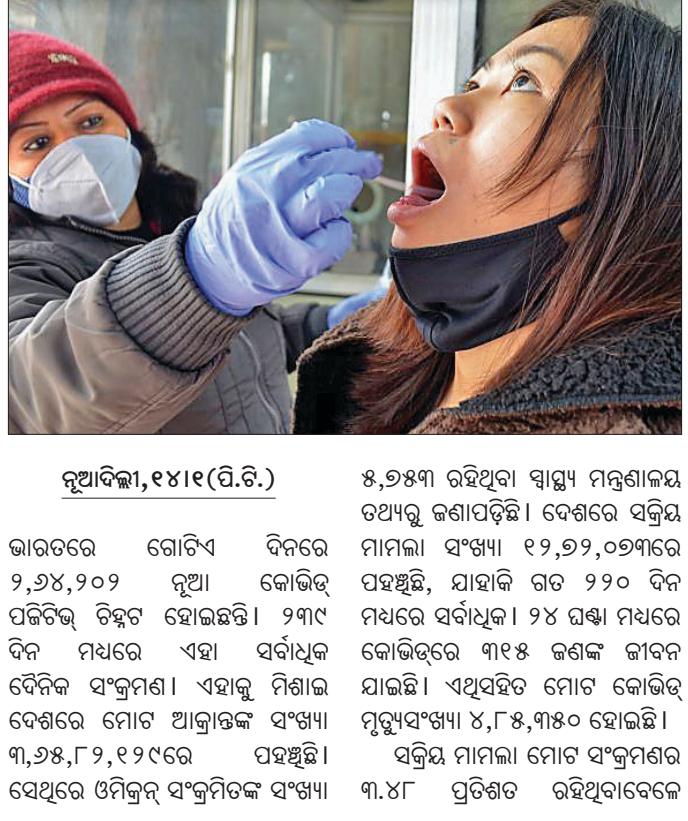 ନୂଆଦିଲ୍ଲୀ,୧୪।୧(ପି.ଟି.)
ଭାରତରେ ଗୋଟିଏ ଦିନରେ
୨,୬୪,୨୦୨ ନୂଆ କୋଭିଡ୍
ପଜିଟିଭ୍ ଚିହ୍ନଟ ହୋଇଛନ୍ତି। ୨୩୯
ଦିନ ମଧ୍ୟରେ ଏହା ସର୍ବାଧିକ
ଦୈନିକ ସଂକ୍ରମଣ। ଏହାକୁ ମିଶାଇ
ଦେଶରେ ମୋଟ ଆକ୍ରାନ୍ତଙ୍କ ସଂଖ୍ୟା
୩,୬୫,୮୨,୧୨୯ରେ ପହଞ୍ଚିଛି।
ସେଥିରେ ଓମିକ୍ରନ୍ ସଂକ୍ରମିତଙ୍କ ସଂଖ୍ୟା
୫,୭୫୩ ରହିଥିବା ସ୍ୱାସ୍ଥ୍ୟ ମନ୍ତ୍ରଣାଳୟ
ତଥ୍ୟରୁ ଜଣାପଡ଼ିଛି। ଦେଶରେ ସକ୍ରିୟ
ମାମଲା ସଂଖ୍ୟା ୧୨,୭୨,୦୭୩ରେ
ପହଞ୍ଚିଛି, ଯାହାକି ଗତ ୨୨୦ ଦିନ
ମଧ୍ୟରେ ସର୍ବାଧିକ। ୨୪ ଘଣ୍ଟା ମଧ୍ୟରେ
କୋଭିଡ୍‌ରେ ୩୧୫ ଜଣଙ୍କ ଜୀବନ
ଯାଇଛି। ଏଥିସହିତ ମୋଟ କୋଭିଡ୍
ମୃତ୍ୟୁସଂଖ୍ୟା ୪,୮୫,୩୫୦ ହୋଇଛି।
ସକ୍ରିୟ ମାମଲା ମୋଟ ସଂକ୍ରମଣର
୩.୪୮ ପ୍ରତିଶତ ରହିଥିବାବେଳେ